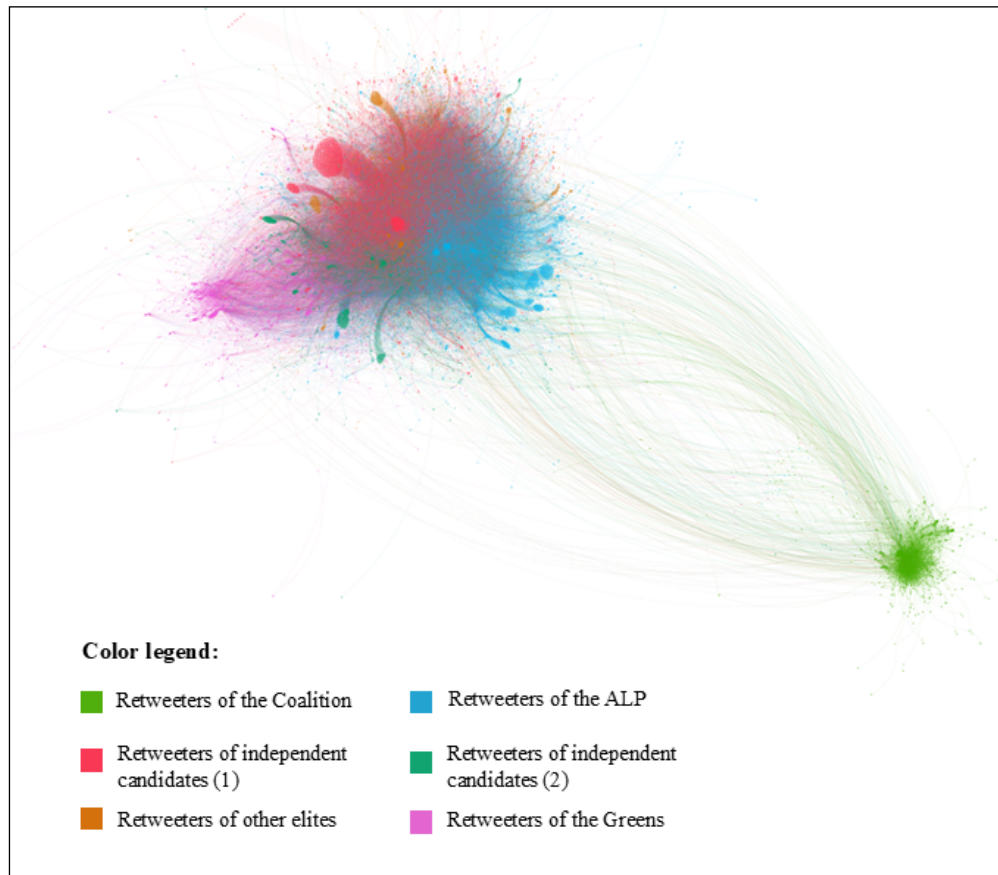 Color legend:
Retweeters of the Coalition
Retweeters of the ALP
Retweeters of independent
candidates (1)
Retweeters of independent
candidates (2)
Retweeters of other elites
Retweeters of the Greens